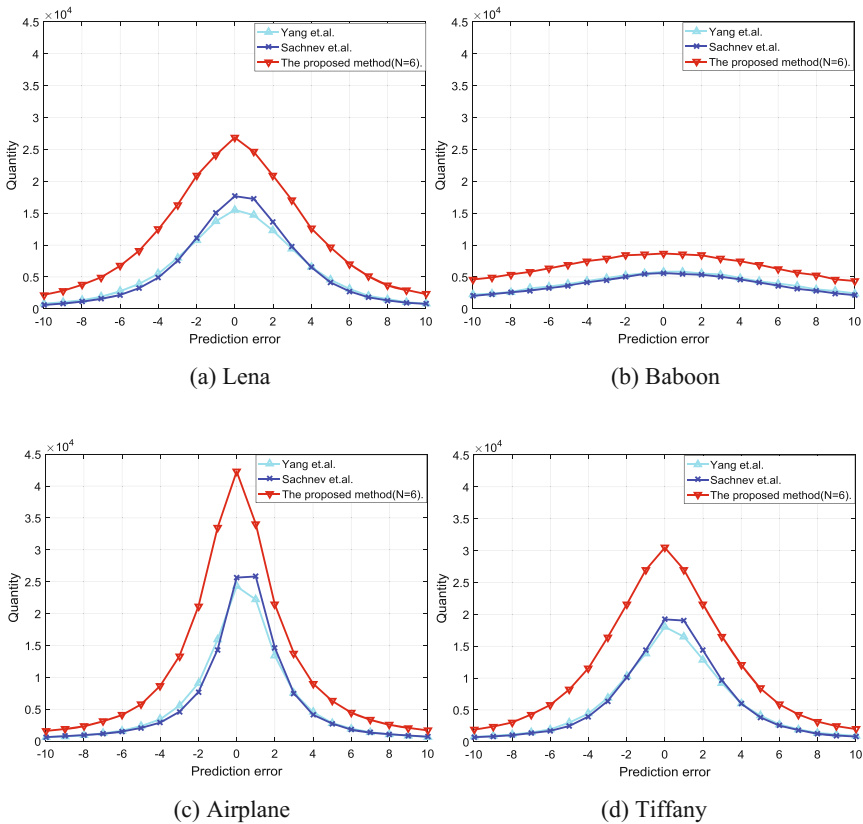 ×10⁴
4.5
4
3.5
3
2.5
2
1.5
1
0.5
0
Quantity
-10 -8 -6 -4 -2 0 2 4 6 8 10
Prediction error
Yang et.al.
Sachnev et.al.
The proposed method(N=6).
(a) Lena
×10⁴
4.5
4
3.5
3
2.5
2
1.5
1
0.5
0
Quantity
-10 -8 -6 -4 -2 0 2 4 6 8 10
Prediction error
Yang et.al.
Sachnev et.al.
The proposed method(N=6).
(b) Baboon
×10⁴
4.5
4
3.5
3
2.5
2
1.5
1
0.5
0
Quantity
-10 -8 -6 -4 -2 0 2 4 6 8 10
Prediction error
Yang et.al.
Sachnev et.al.
The proposed method(N=6).
(c) Airplane
×10⁴
4.5
4
3.5
3
2.5
2
1.5
1
0.5
0
Quantity
-10 -8 -6 -4 -2 0 2 4 6 8 10
Prediction error
Yang et.al.
Sachnev et.al.
The proposed method(N=6).
(d) Tiffany